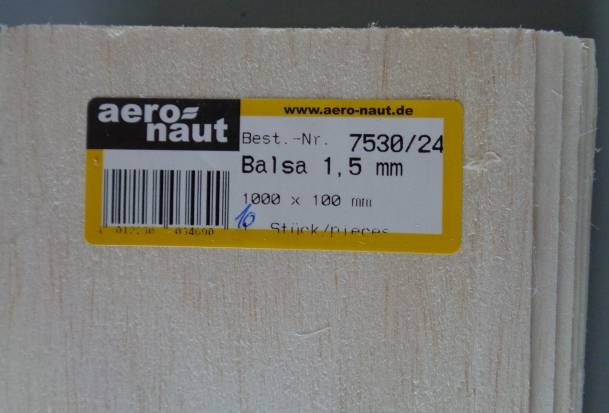 aero=
naut
www.aero-naut.de
Best.-Nr. 7530/24
Balsa 1,5 mm
1000 x 100 mm
10 Stück/pieces